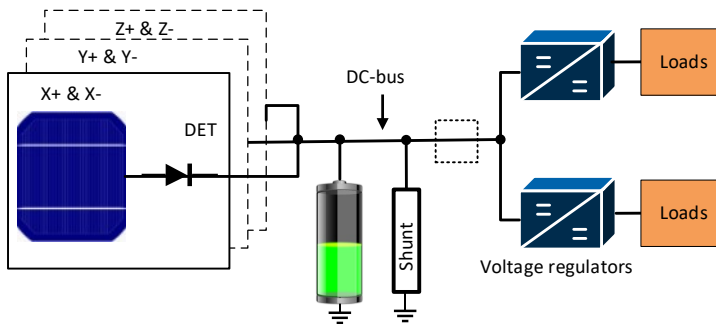 Z+ & Z-
Y+ & Y-
X+ & X-
DET
DC-bus
Shunt
Loads
Loads
Voltage regulators